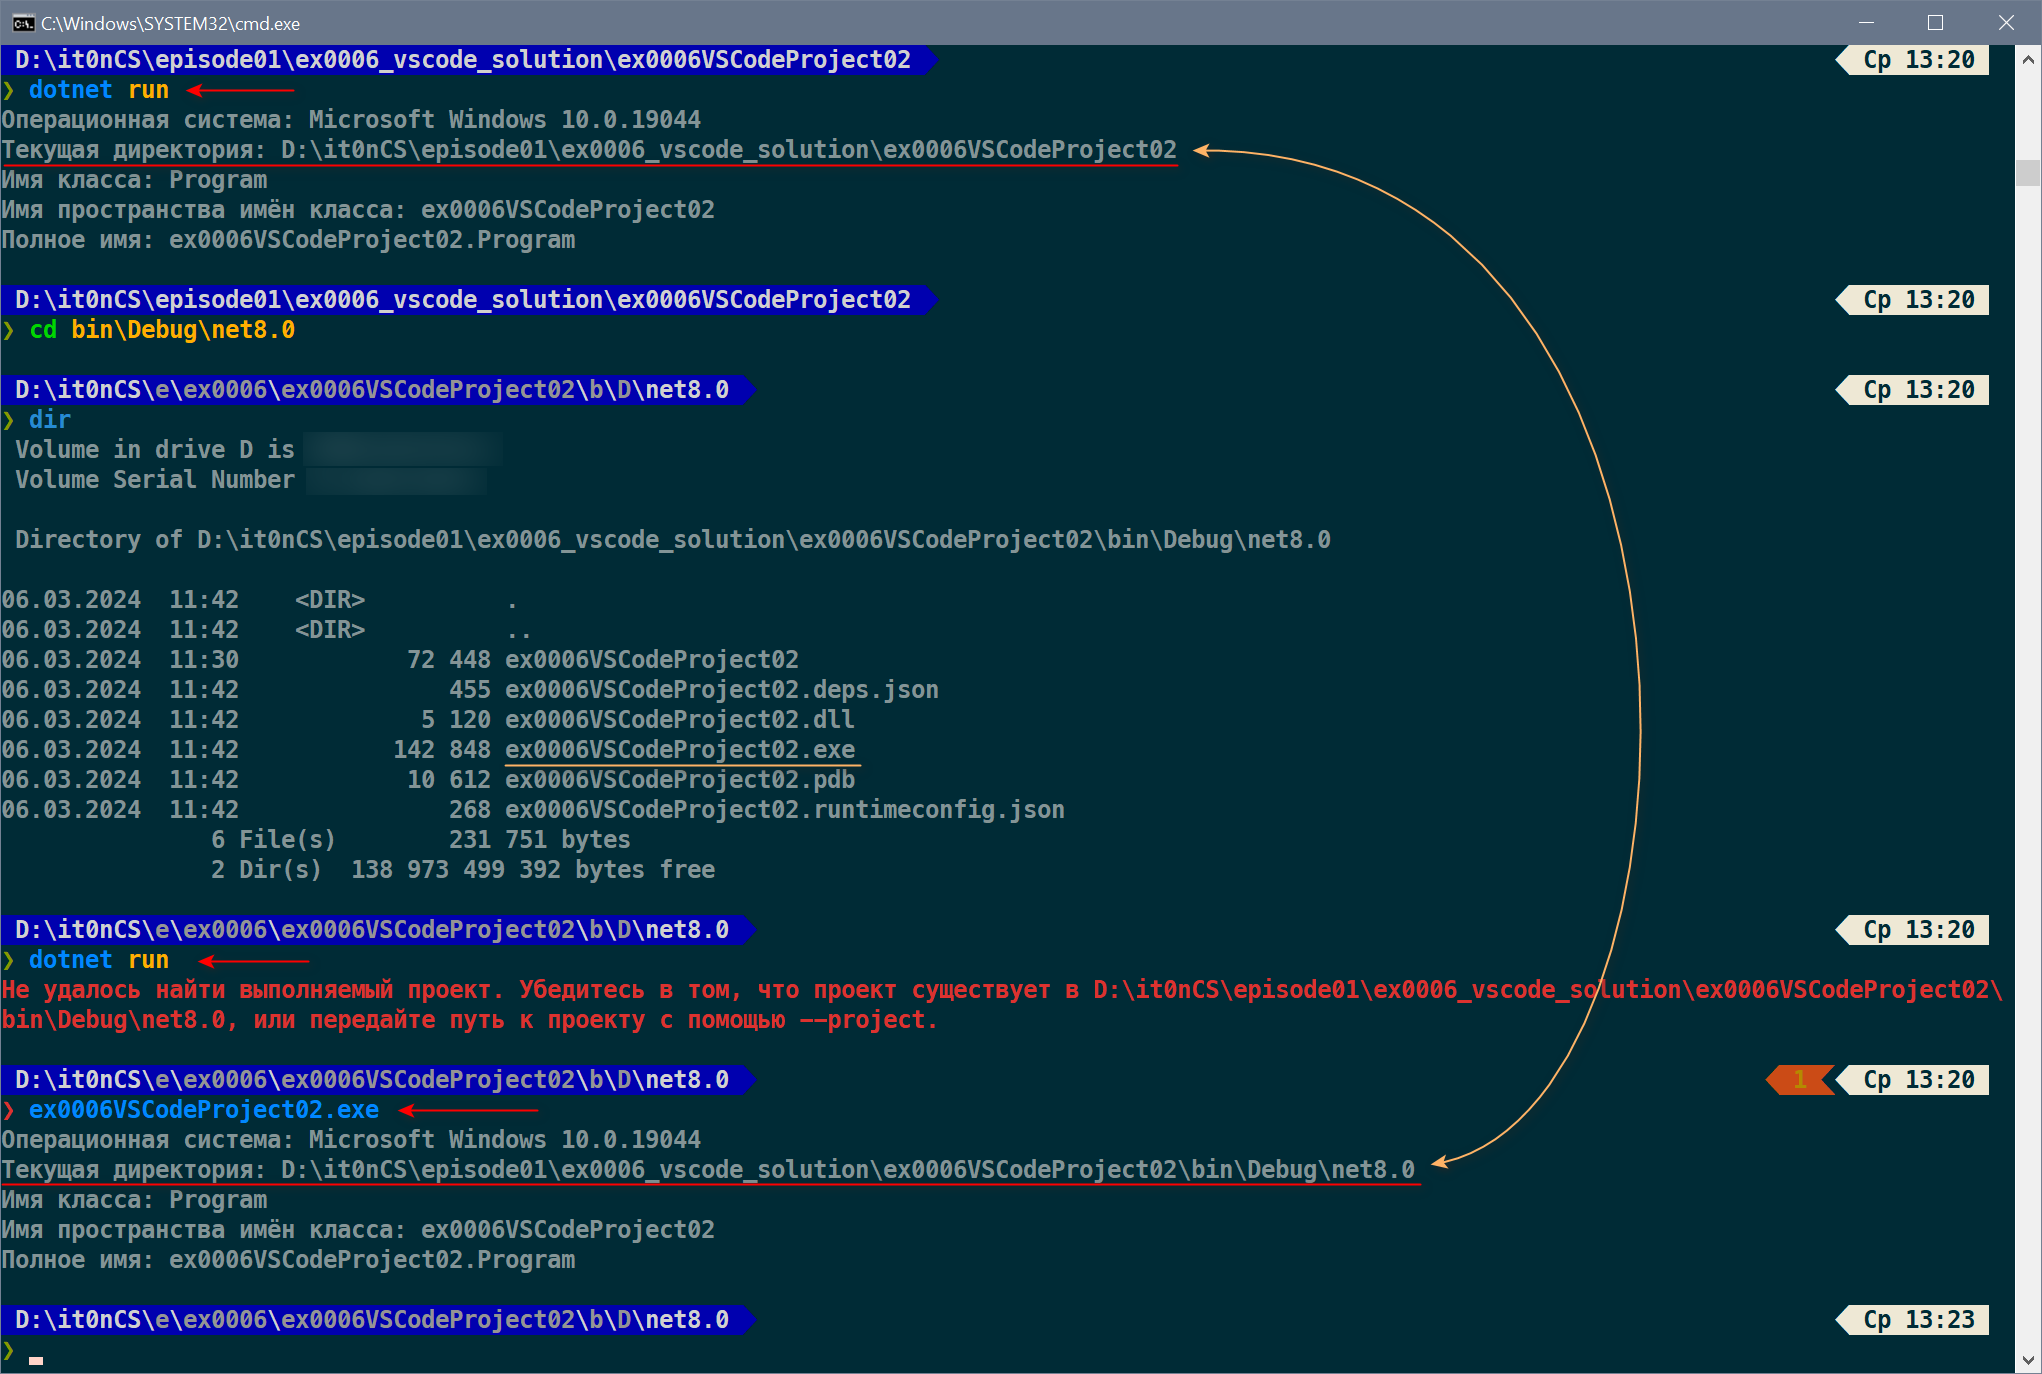 C:\Windows\SYSTEM32\cmd.exe
D:\it0nCS\episode01\ex0006_vscode_solution\ex0006VSCodeProject02 Ср 13:20
❯ dotnet run
Операционная система: Microsoft Windows 10.0.19044
Текущая директория: D:\it0nCS\episode01\ex0006_vscode_solution\ex0006VSCodeProject02
Имя класса: Program
Имя пространства имён класса: ex0006VSCodeProject02
Полное имя: ex0006VSCodeProject02.Program
D:\it0nCS\episode01\ex0006_vscode_solution\ex0006VSCodeProject02 Ср 13:20
❯ cd bin\Debug\net8.0
D:\it0nCS\e\ex0006\ex0006VSCodeProject02\b\D\net8.0 Ср 13:20
❯ dir
Volume in drive D is
Volume Serial Number
Directory of D:\it0nCS\episode01\ex0006_vscode_solution\ex0006VSCodeProject02\bin\Debug\net8.0
06.03.2024 11:42 <DIR> .
06.03.2024 11:42 <DIR> ..
06.03.2024 11:30 72 448 ex0006VSCodeProject02
06.03.2024 11:42 455 ex0006VSCodeProject02.deps.json
06.03.2024 11:42 5 120 ex0006VSCodeProject02.dll
06.03.2024 11:42 142 848 ex0006VSCodeProject02.exe
06.03.2024 11:42 10 612 ex0006VSCodeProject02.pdb
06.03.2024 11:42 268 ex0006VSCodeProject02.runtimeconfig.json
6 File(s) 231 751 bytes
2 Dir(s) 138 973 499 392 bytes free
D:\it0nCS\e\ex0006\ex0006VSCodeProject02\b\D\net8.0 Ср 13:20
❯ dotnet run
Не удалось найти выполняемый проект. Убедитесь в том, что проект существует в D:\it0nCS\episode01\ex0006_vscode_solution\ex0006VSCodeProject02\
bin\Debug\net8.0, или передайте путь к проекту с помощью --project.
D:\it0nCS\e\ex0006\ex0006VSCodeProject02\b\D\net8.0 1 Ср 13:20
❯ ex0006VSCodeProject02.exe
Операционная система: Microsoft Windows 10.0.19044
Текущая директория: D:\it0nCS\episode01\ex0006_vscode_solution\ex0006VSCodeProject02\bin\Debug\net8.0
Имя класса: Program
Имя пространства имён класса: ex0006VSCodeProject02
Полное имя: ex0006VSCodeProject02.Program
D:\it0nCS\e\ex0006\ex0006VSCodeProject02\b\D\net8.0 Ср 13:23
❯